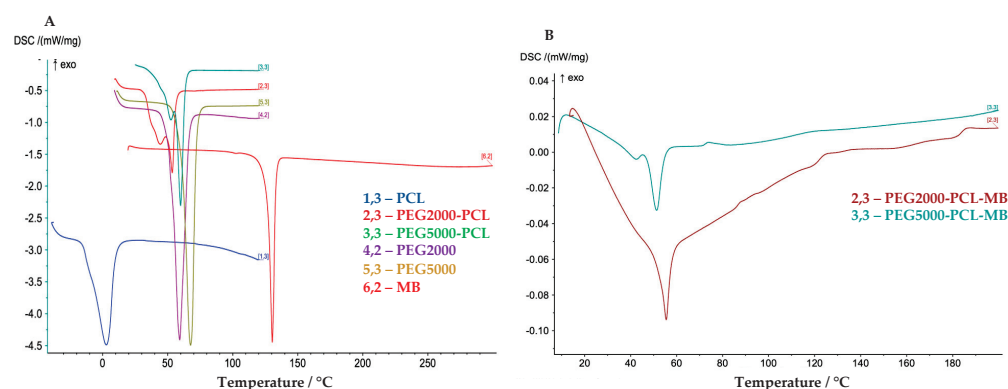 A
DSC /(mW/mg)
↑ exo
-0.5
-1.0
-1.5
-2.0
-2.5
-3.0
-3.5
-4.0
-4.5
0
50
100
150
200
250
[3,3]
[2,3]
[5,3]
[4,2]
[6,2]
[1,3]
1,3 – PCL
2,3 – PEG2000-PCL
3,3 – PEG5000-PCL
4,2 – PEG2000
5,3 – PEG5000
6,2 – MB
Temperature / °C
B
DSC /(mW/mg)
↑ exo
0.04
0.02
0.00
-0.02
-0.04
-0.06
-0.08
-0.10
20
40
60
80
100
120
140
160
180
[3,3]
[2,3]
2,3 – PEG2000-PCL-MB
3,3 – PEG5000-PCL-MB
Temperature / °C